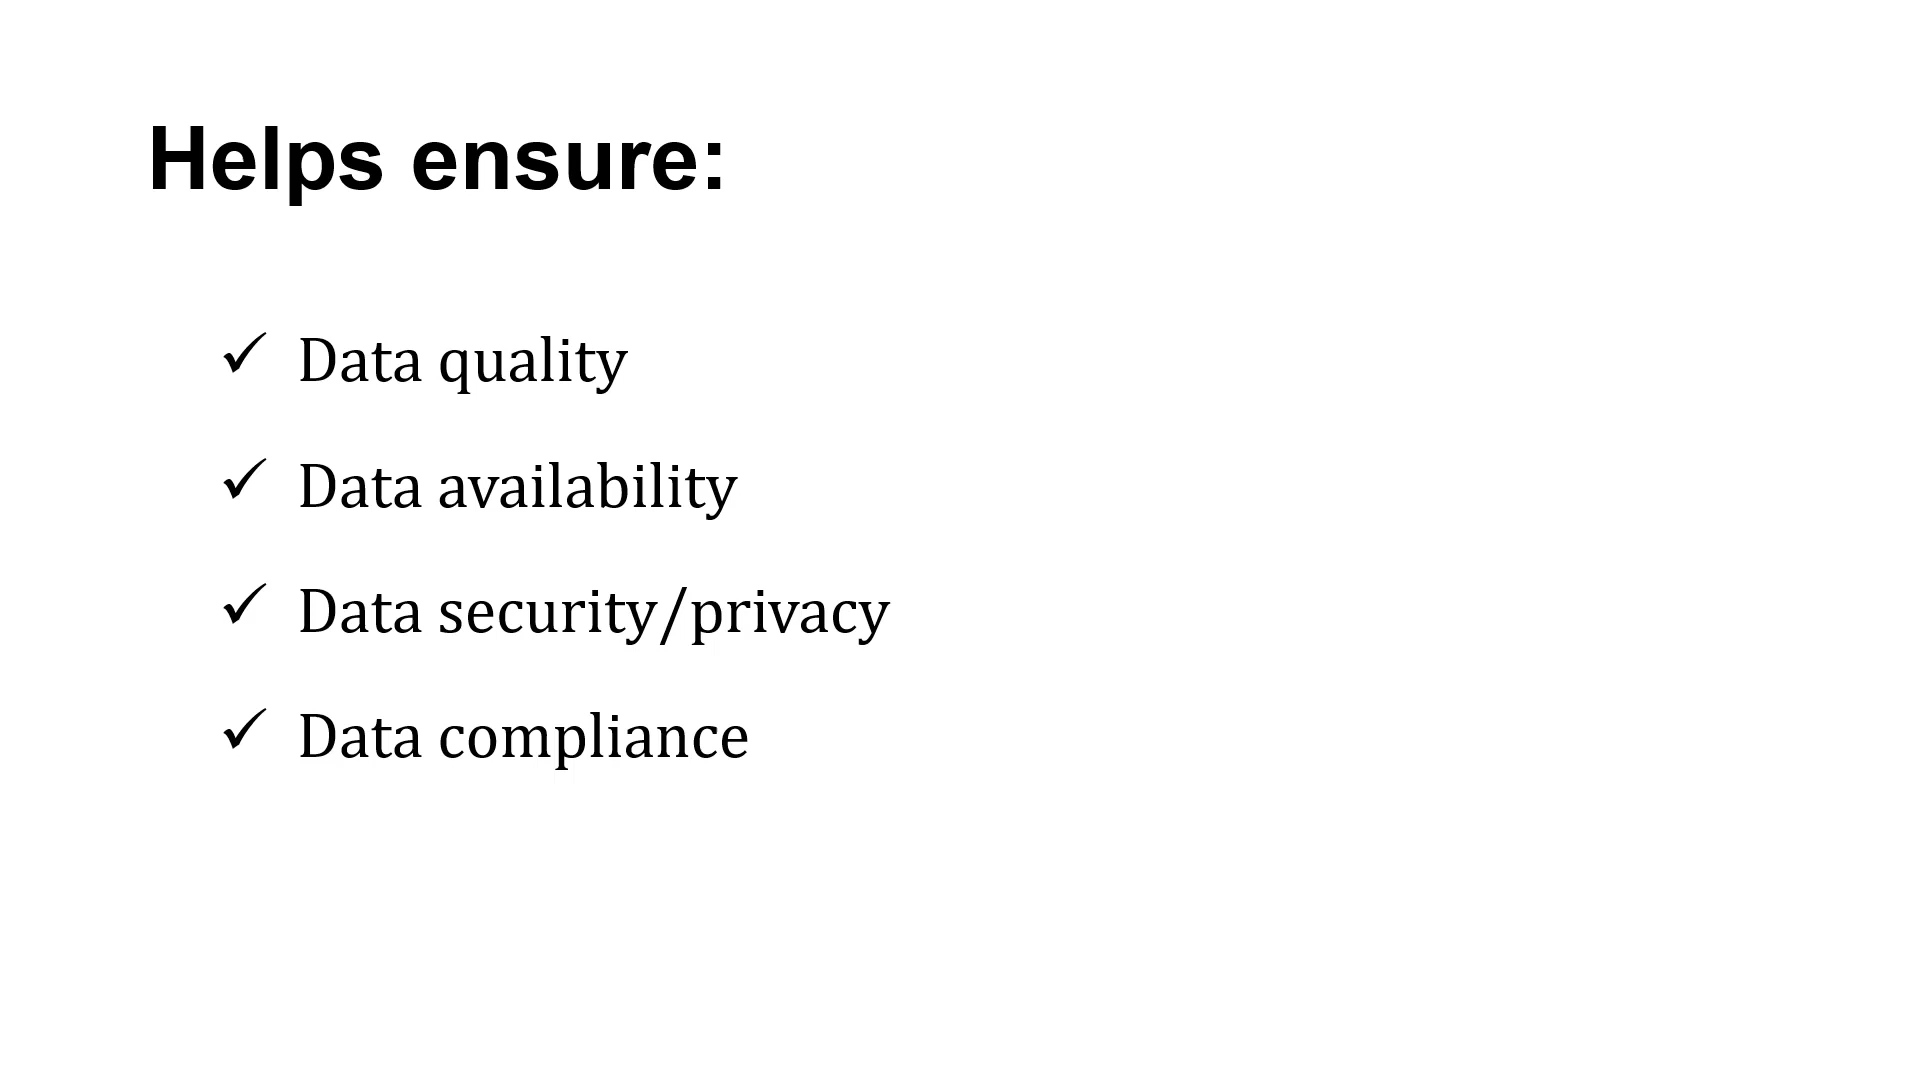 Helps ensure:
✓ Data quality
✓ Data availability
✓ Data security/privacy
✓ Data compliance